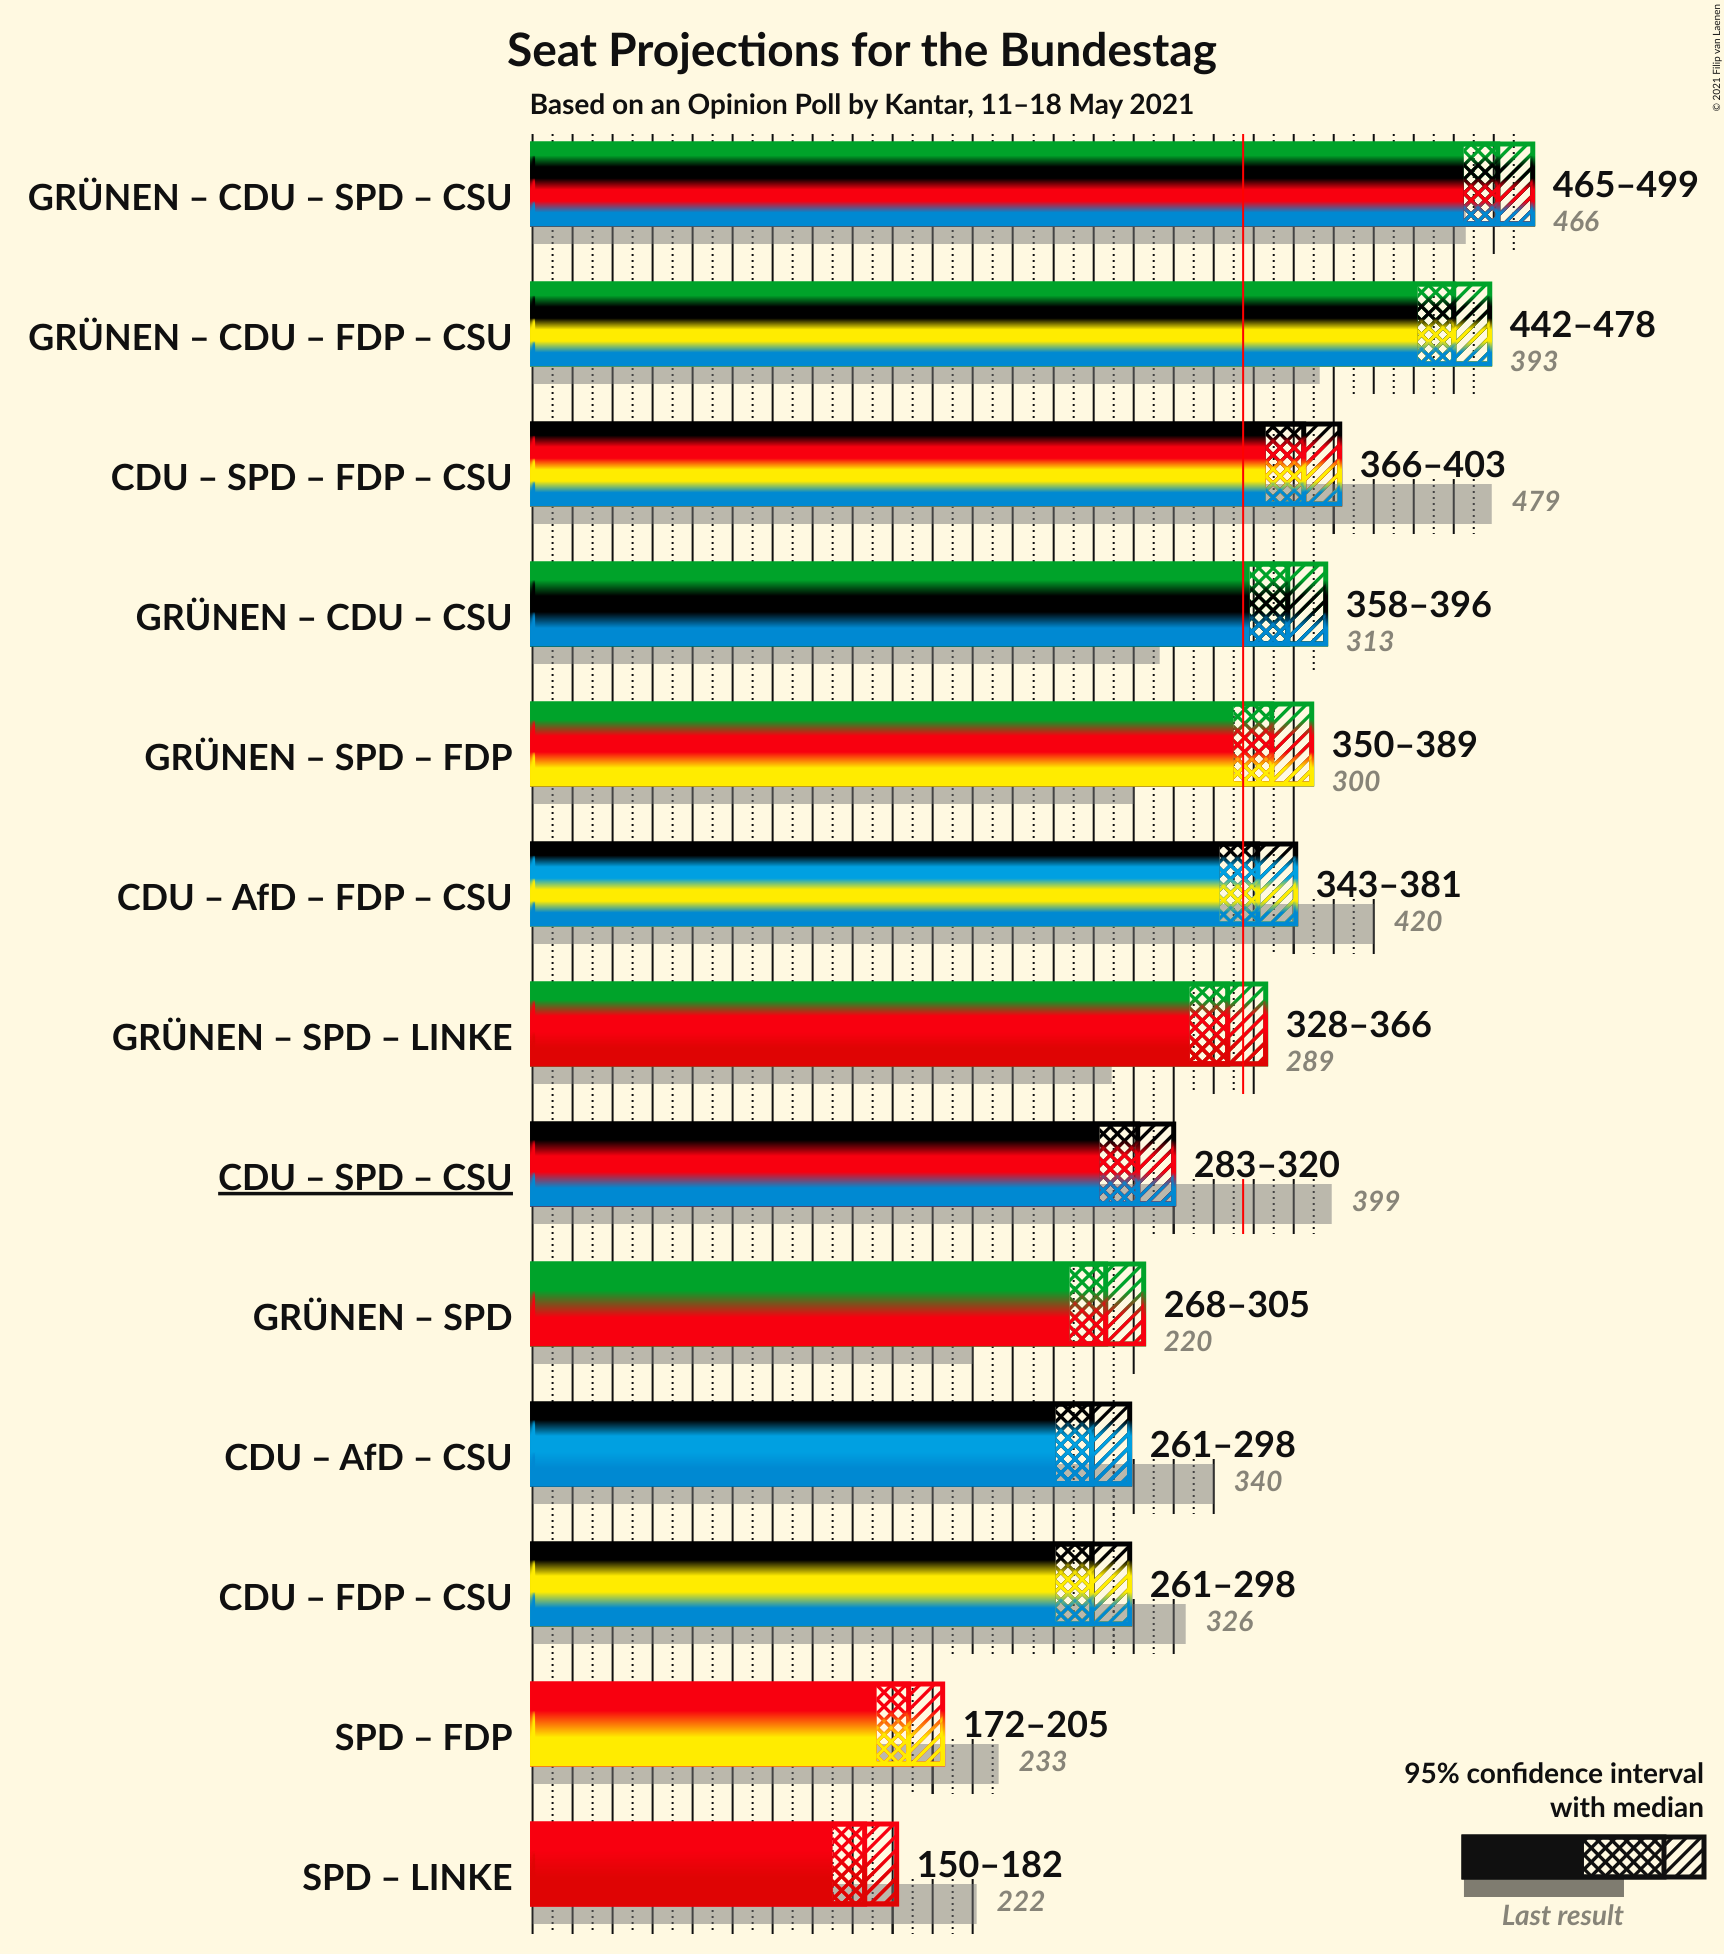 Seat Projections for the Bundestag
Based on an Opinion Poll by Kantar, 11–18 May 2021
© 2021 Filip van Laenen
GRÜNEN – CDU – SPD – CSU
465–499
466
GRÜNEN – CDU – FDP – CSU
442–478
393
CDU – SPD – FDP – CSU
366–403
479
GRÜNEN – CDU – CSU
358–396
313
GRÜNEN – SPD – FDP
350–389
300
CDU – AfD – FDP – CSU
343–381
420
GRÜNEN – SPD – LINKE
328–366
289
CDU – SPD – CSU
283–320
399
GRÜNEN – SPD
268–305
220
CDU – AfD – CSU
261–298
340
CDU – FDP – CSU
261–298
326
SPD – FDP
172–205
233
SPD – LINKE
150–182
222
95% confidence interval
with median
Last result